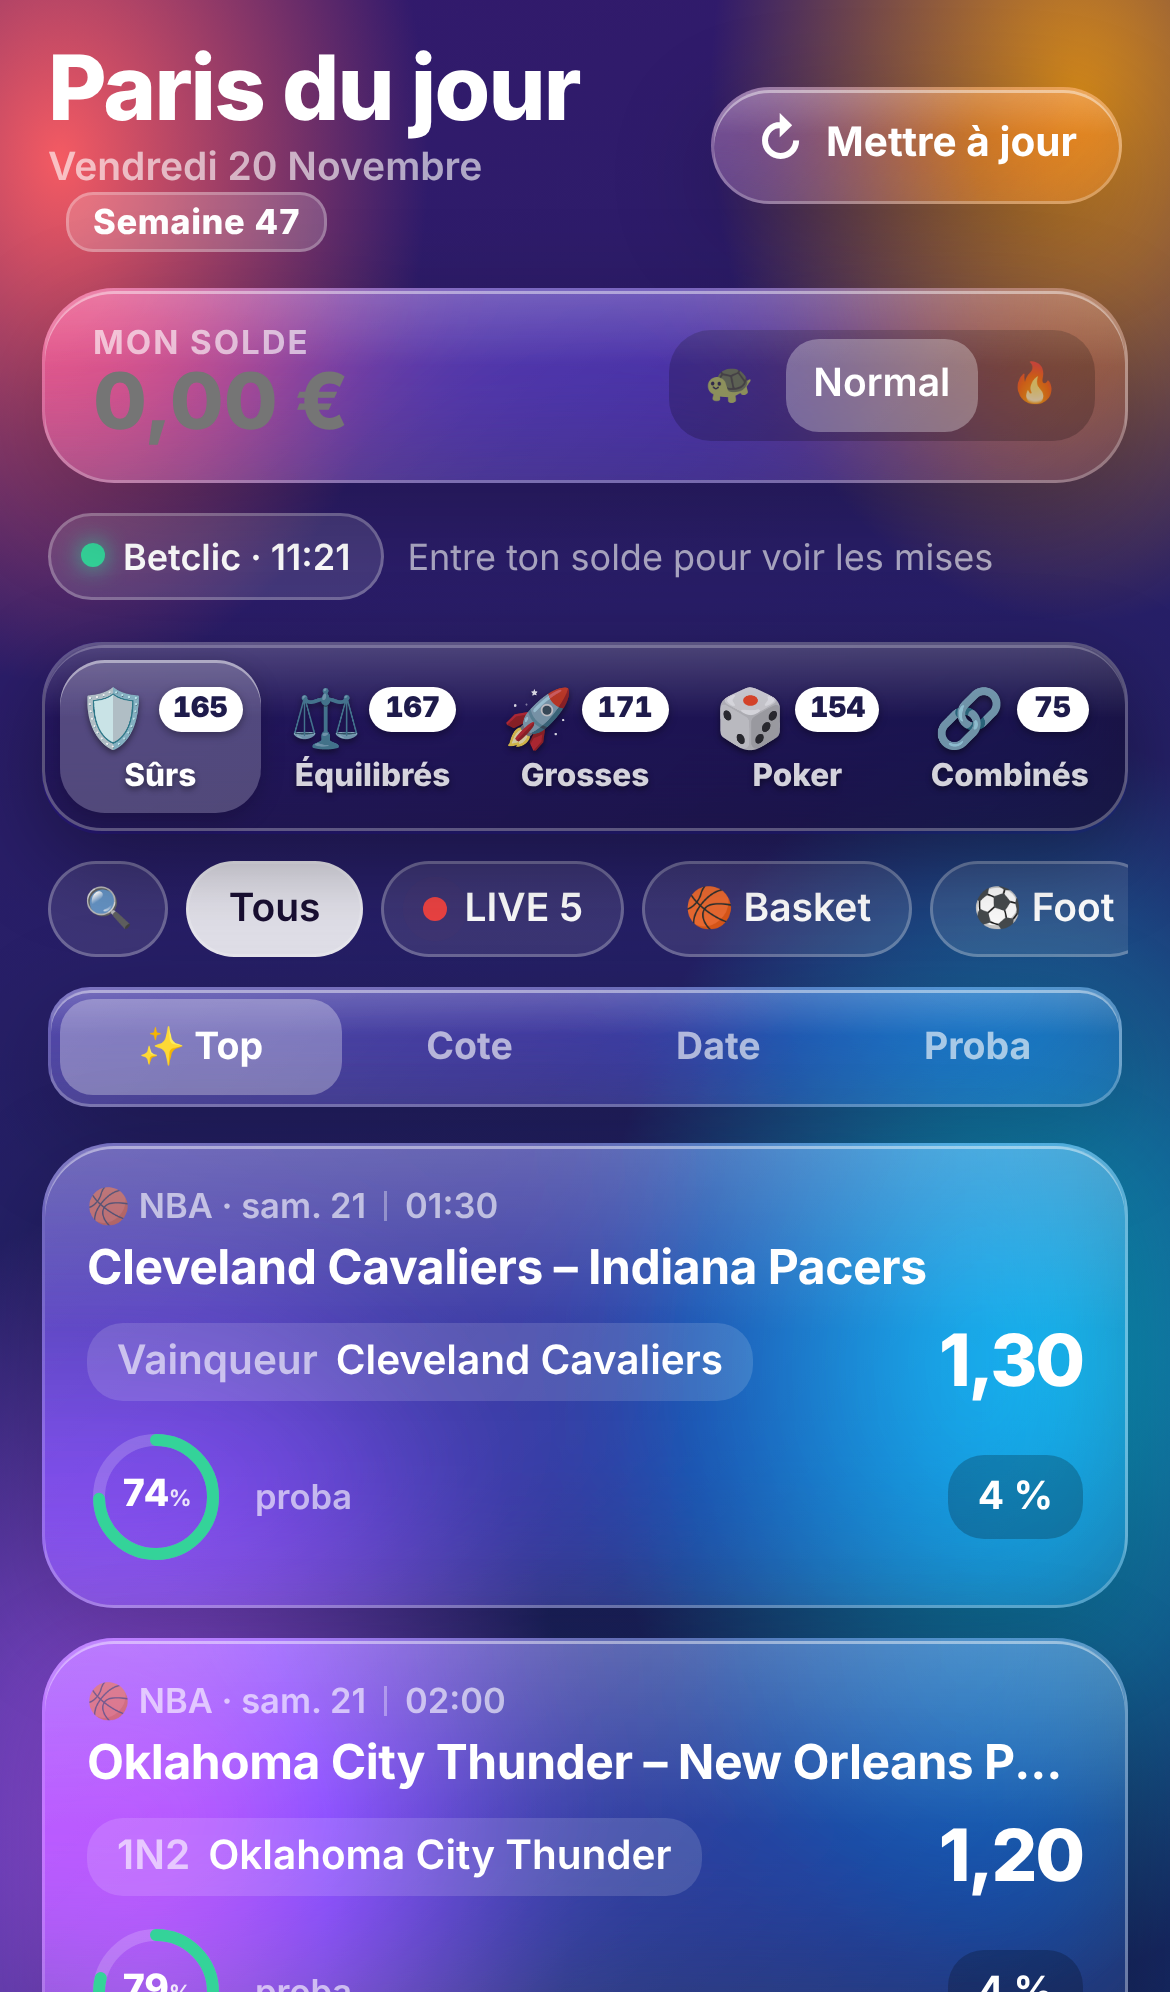 Paris du jour
Vendredi 20 Novembre
Semaine 47
Mettre à jour
MON SOLDE
0,00 €
Normal
Betclic · 11:21
Entre ton solde pour voir les mises
165
Sûrs
167
Équilibrés
171
Grosses
154
Poker
75
Combinés
Tous
LIVE 5
Basket
Foot
Top
Cote
Date
Proba
NBA · sam. 21 | 01:30
Cleveland Cavaliers – Indiana Pacers
Vainqueur Cleveland Cavaliers
1,30
74%
proba
4 %
NBA · sam. 21 | 02:00
Oklahoma City Thunder – New Orleans P...
1N2 Oklahoma City Thunder
1,20
79%
proba
4 %